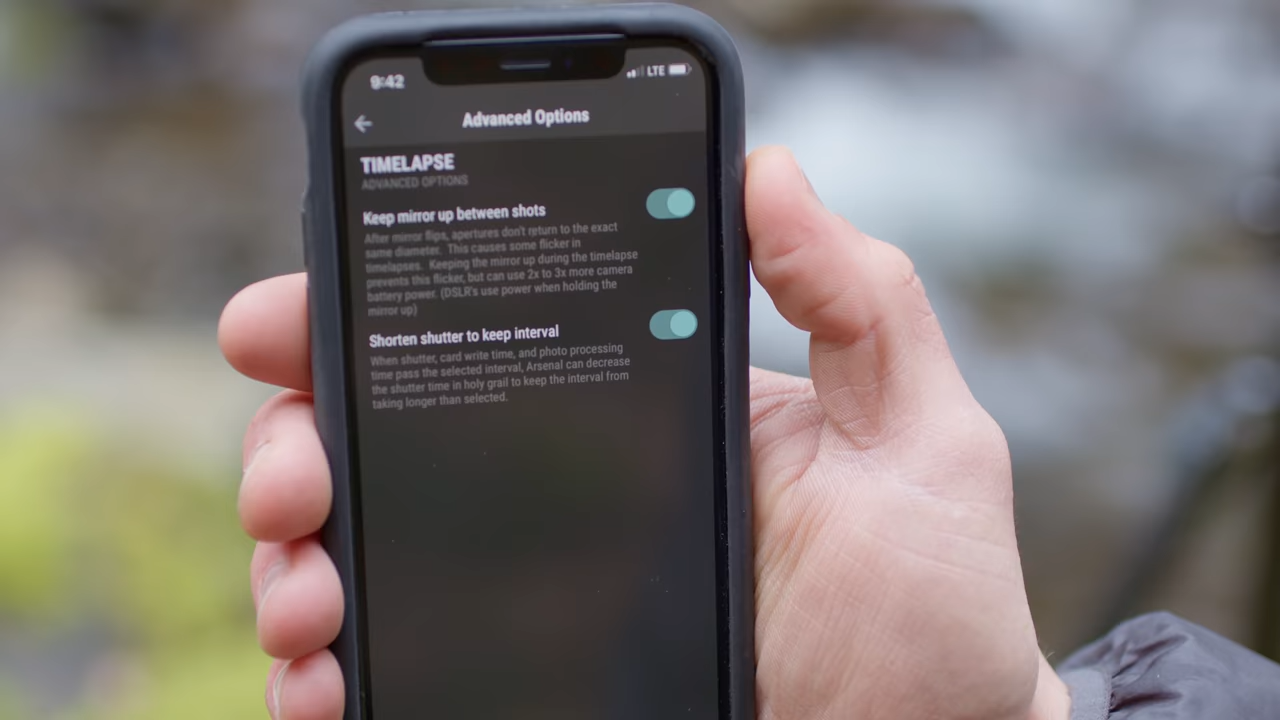 9:42
LTE
Advanced Options
TIMELAPSE
ADVANCED OPTIONS
Keep mirror up between shots
After mirror flips, apertures don't return to the exact
same diameter. This causes some flicker in
timelapses. Keeping the mirror up during the timelapse
prevents this flicker, but can use 2x to 3x more camera
battery power. (DSLR's use power when holding the
mirror up)
Shorten shutter to keep interval
When shutter, card write time, and photo processing
time pass the selected interval, Arsenal can decrease
the shutter time in holy grail to keep the interval from
taking longer than selected.